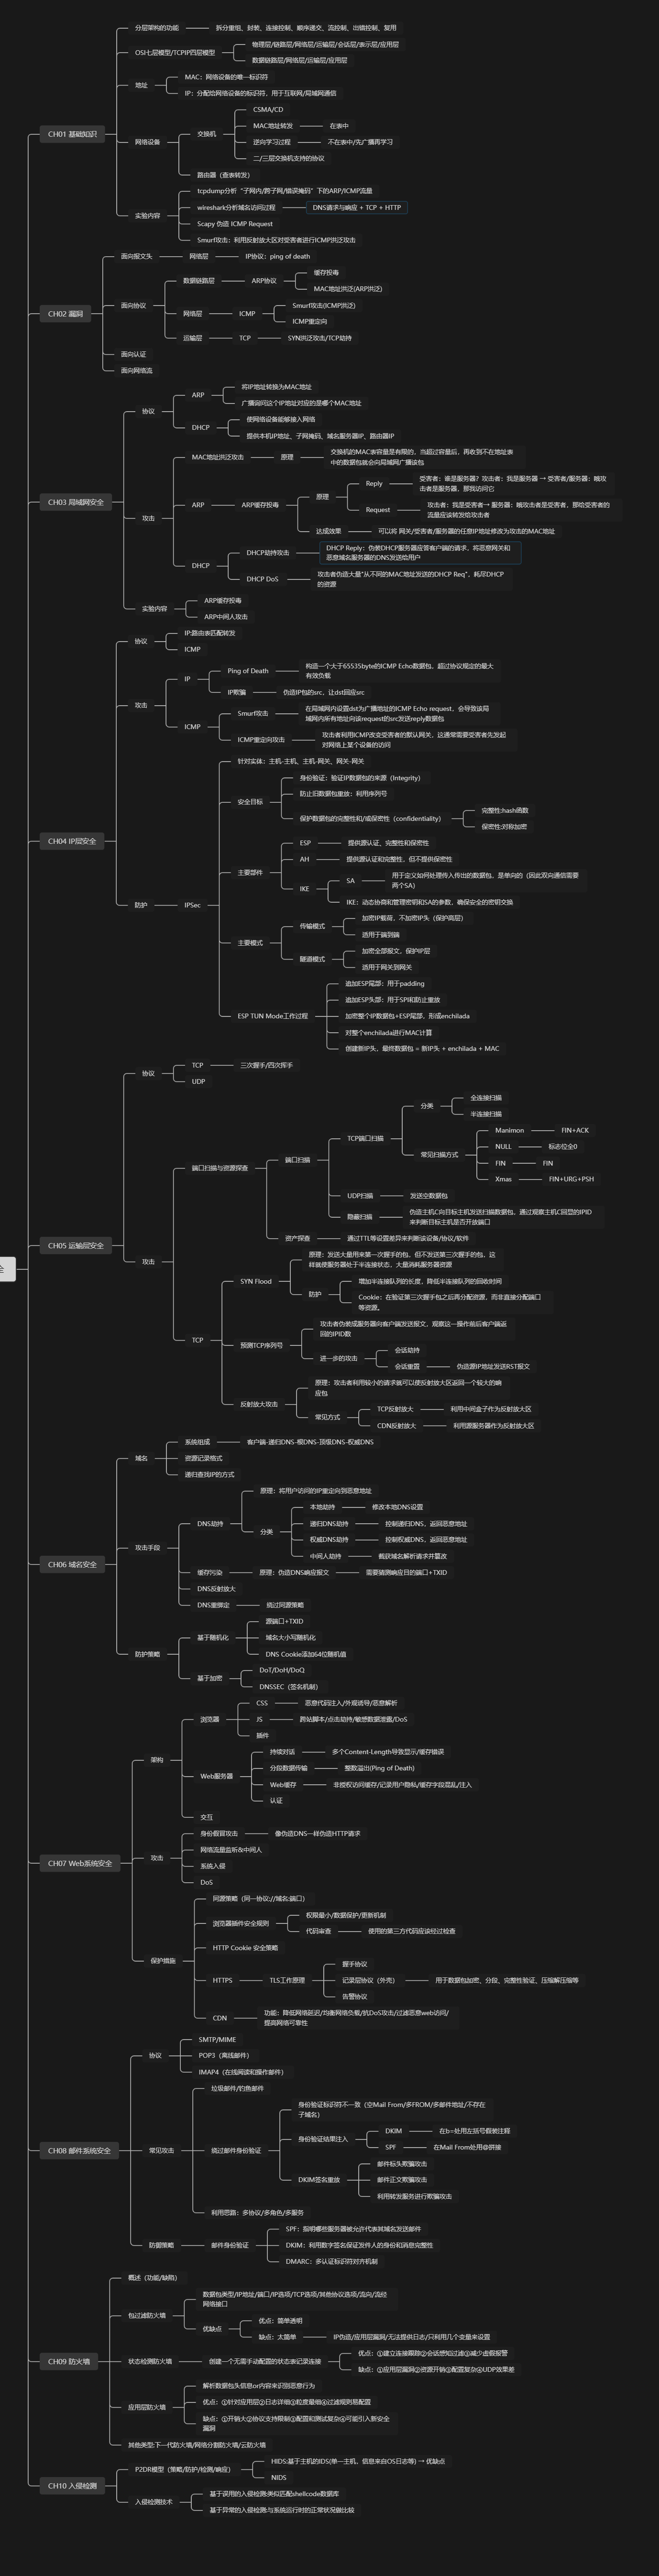 全
CH01 基础知识
分层架构的功能
拆分重组、封装、连接控制、顺序递交、流控制、出错控制、复用
OSI七层模型/TCPIP四层模型
物理层/链路层/网络层/运输层/会话层/表示层/应用层
数据链路层/网络层/运输层/应用层
地址
MAC：网络设备的唯一标识符
IP：分配给网络设备的标识符，用于互联网/局域网通信
网络设备
交换机
CSMA/CD
MAC地址转发
在表中
逆向学习过程
不在表中/先广播再学习
二/三层交换机支持的协议
路由器（查表转发）
实验内容
tcpdump分析“子网内/跨子网/错误掩码”下的ARP/ICMP流量
wireshark分析域名访问过程
DNS请求与响应 + TCP + HTTP
Scapy 伪造 ICMP Request
Smurf攻击：利用反射放大区对受害者进行ICMP洪泛攻击
CH02 漏洞
面向报文头
网络层
IP协议：ping of death
面向协议
数据链路层
ARP协议
缓存投毒
MAC地址洪泛(ARP洪泛)
网络层
ICMP
Smurf攻击(ICMP洪泛)
ICMP重定向
运输层
TCP
SYN洪泛攻击/TCP劫持
面向认证
面向网络流
CH03 局域网安全
协议
ARP
将IP地址转换为MAC地址
广播询问这个IP地址对应的是哪个MAC地址
DHCP
使网络设备能够接入网络
提供本机IP地址、子网掩码、域名服务器IP、路由器IP
攻击
MAC地址洪泛攻击
原理
交换机的MAC表容量是有限的，当超过容量后，再收到不在地址表
中的数据包就会向局域网广播该包
ARP
ARP缓存投毒
原理
Reply
受害者：谁是服务器？攻击者：我是服务器 → 受害者/服务器：哦攻
击者是服务器，那我访问它
Request
攻击者：我是受害者→ 服务器：哦攻击者是受害者，那给受害者的
流量应该转发给攻击者
达成效果
可以将 网关/受害者/服务器的任意IP地址修改为攻击的MAC地址
DHCP
DHCP劫持攻击
DHCP Reply：伪装DHCP服务器应答客户端的请求，将恶意网关和
恶意域名服务器的DNS发送给用户
DHCP DoS
攻击者伪造大量“从不同的MAC地址发送的DHCP Req”，耗尽DHCP
的资源
实验内容
ARP缓存投毒
ARP中间人攻击
CH04 IP层安全
协议
IP:路由表匹配转发
ICMP
攻击
IP
Ping of Death
构造一个大于65535byte的ICMP Echo数据包，超过协议规定的最大
有效负载
IP欺骗
伪造IP包的src，让dst回应src
ICMP
Smurf攻击
在局域网内设置dst为广播地址的ICMP Echo request，会导致该局
域网内所有地址向该request的src发送reply数据包
ICMP重定向攻击
攻击者利用ICMP改变受害者的默认网关，这通常需要受害者先发起
对网络上某个设备的访问
防护
IPSec
针对实体：主机-主机、主机-网关、网关-网关
安全目标
身份验证：验证IP数据包的来源（Integrity）
防止旧数据包重放：利用序列号
保护数据包的完整性和/或保密性（confidentiality）
完整性:hash函数
保密性:对称加密
主要部件
ESP
提供源认证、完整性和保密性
AH
提供源认证和完整性，但不提供保密性
IKE
SA
用于定义如何处理传入传出的数据包，是单向的（因此双向通信需要
两个SA）
IKE：动态协商和管理密钥和SA的参数，确保安全的密钥交换
主要模式
传输模式
加密IP载荷，不加密IP头（保护高层）
适用于端到端
隧道模式
加密全部报文，保护IP层
适用于网关到网关
ESP TUN Mode工作过程
追加ESP尾部：用于padding
追加ESP头部：用于SPI和防止重放
加密整个IP数据包+ESP尾部，形成enchilada
对整个enchilada进行MAC计算
创建新IP头，最终数据包 = 新IP头 + enchilada + MAC
CH05 运输层安全
协议
TCP
三次握手/四次挥手
UDP
攻击
端口扫描与资源探查
端口扫描
TCP端口扫描
分类
全连接扫描
半连接扫描
常见扫描方式
Manimon
FIN+ACK
NULL
标志位全0
FIN
FIN
Xmas
FIN+URG+PSH
UDP扫描
发送空数据包
隐蔽扫描
伪造主机C向目标主机发送扫描数据包，通过观察主机C回显的IPID
来判断目标主机是否开放端口
资产探查
通过TTL等设置差异来判断该设备/协议/软件
TCP
SYN Flood
原理：发送大量用来第一次握手的包，但不发送第三次握手的包，这
样就使服务器处于半连接状态，大量消耗服务器资源
防护
增加半连接队列的长度，降低半连接队列的回收时间
Cookie：在验证第三次握手包之后再分配资源，而非直接分配端口
等资源。
预测TCP序列号
攻击者伪装成服务器向客户端发送报文，观察这一操作前后客户端返
回的IPID数
进一步的攻击
会话劫持
会话重置
伪造源IP地址发送RST报文
反射放大攻击
原理：攻击者利用较小的请求就可以使反射放大区返回一个较大的响
应包
常见方式
TCP反射放大
利用中间盒子作为反射放大区
CDN反射放大
利用源服务器作为反射放大区
CH06 域名安全
域名
系统组成
客户端-递归DNS-根DNS-顶级DNS-权威DNS
资源记录格式
递归查找IP的方式
攻击手段
DNS劫持
原理：将用户访问的IP重定向到恶意地址
分类
本地劫持
修改本地DNS设置
递归DNS劫持
控制递归DNS，返回恶意地址
权威DNS劫持
控制权威DNS，返回恶意地址
中间人劫持
截获域名解析请求并篡改
缓存污染
原理：伪造DNS响应报文
需要猜测响应目的端口+TXID
DNS反射放大
DNS重绑定
绕过同源策略
防护策略
基于随机化
源端口+TXID
域名大小写随机化
DNS Cookie添加64位随机值
基于加密
DoT/DoH/DoQ
DNSSEC（签名机制）
CH07 Web系统安全
架构
浏览器
CSS
恶意代码注入/外观诱导/恶意解析
JS
跨站脚本/点击劫持/敏感数据泄露/DoS
插件
Web服务器
持续对话
多个Content-Length导致显示/缓存错误
分段数据传输
整数溢出(Ping of Death)
Web缓存
非授权访问缓存/记录用户隐私/缓存字段混乱/注入
认证
交互
攻击
身份假冒攻击
像伪造DNS一样伪造HTTP请求
网络流量监听&中间人
系统入侵
DoS
保护措施
同源策略（同一协议://域名:端口）
浏览器插件安全规则
权限最小/数据保护/更新机制
代码审查
使用的第三方代码应该经过检查
HTTP Cookie 安全策略
HTTPS
TLS工作原理
握手协议
记录层协议（外壳）
用于数据包加密、分段、完整性验证、压缩解压缩等
告警协议
CDN
功能：降低网络延迟/均衡网络负载/抗DoS攻击/过滤恶意web访问/
提高网络可靠性
CH08 邮件系统安全
协议
SMTP/MIME
POP3（离线邮件）
IMAP4（在线阅读和操作邮件）
常见攻击
垃圾邮件/钓鱼邮件
绕过邮件身份验证
身份验证标识符不一致（空Mail From/多FROM/多邮件地址/不存在
子域名）
身份验证结果注入
DKIM
在b=处用左括号假装注释
SPF
在Mail From处用@拼接
DKIM签名重放
邮件标头欺骗攻击
邮件正文欺骗攻击
利用转发服务进行欺骗攻击
利用思路：多协议/多角色/多服务
防御策略
邮件身份验证
SPF：指明哪些服务器被允许代表其域名发送邮件
DKIM：利用数字签名保证发件人的身份和消息完整性
DMARC：多认证标识符对齐机制
CH09 防火墙
概述（功能/缺陷）
包过滤防火墙
数据包类型/IP地址/端口/IP选项/TCP选项/其他协议选项/流向/流经
网络接口
优缺点
优点：简单透明
缺点：太简单
IP伪造/应用层漏洞/无法提供日志/只利用几个变量来设置
状态检测防火墙
创建一个无需手动配置的状态表记录连接
优点：①建立连接跟踪②会话感知过滤③减少虚假报警
缺点：①应用层漏洞②资源开销③配置复杂④UDP效果差
应用层防火墙
解析数据包头信息or内容来识别恶意行为
优点：①针对应用层②日志详细③粒度最细④过滤规则易配置
缺点：①开销大②协议支持限制③配置和测试复杂④可能引入新安全
漏洞
其他类型:下一代防火墙/网络分割防火墙/云防火墙
CH10 入侵检测
P2DR模型（策略/防护/检测/响应）
HIDS:基于主机的IDS(单一主机，信息来自OS日志等) → 优缺点
NIDS
入侵检测技术
基于误用的入侵检测:类似匹配shellcode数据库
基于异常的入侵检测:与系统运行时的正常状况做比较